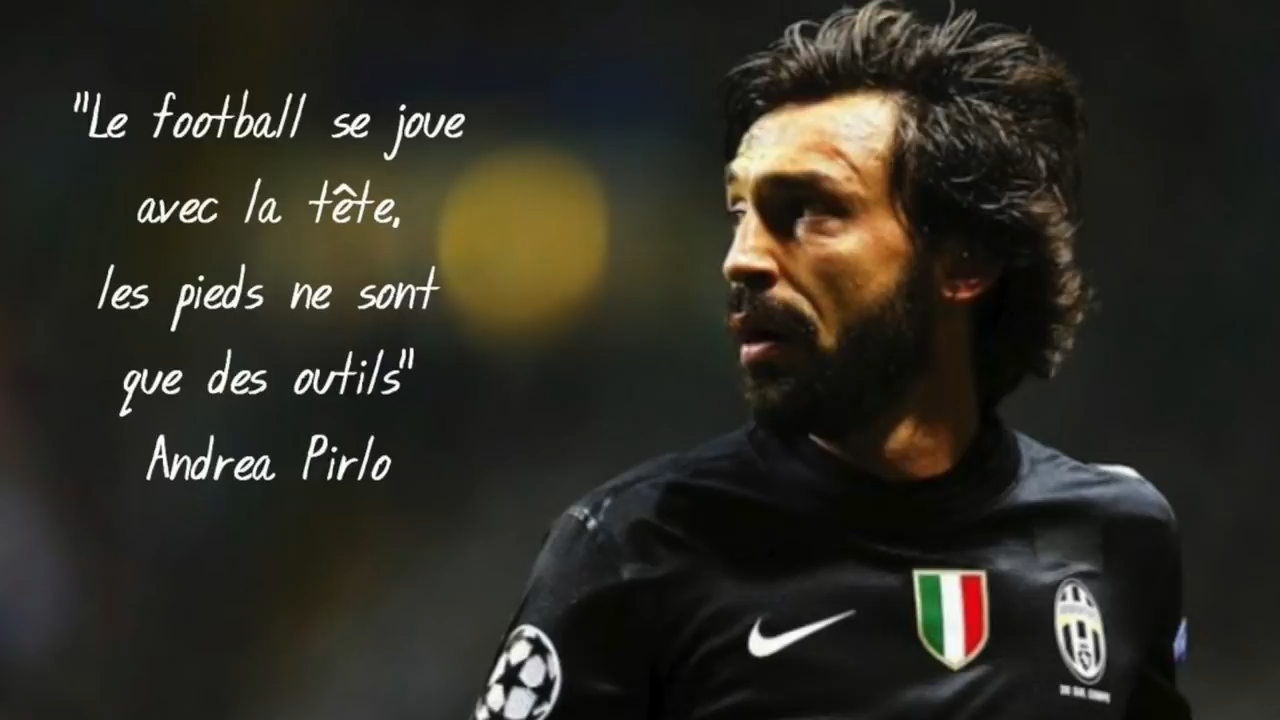 "Le football se joue
avec la tête,
les pieds ne sont
que des outils"
Andrea Pirlo